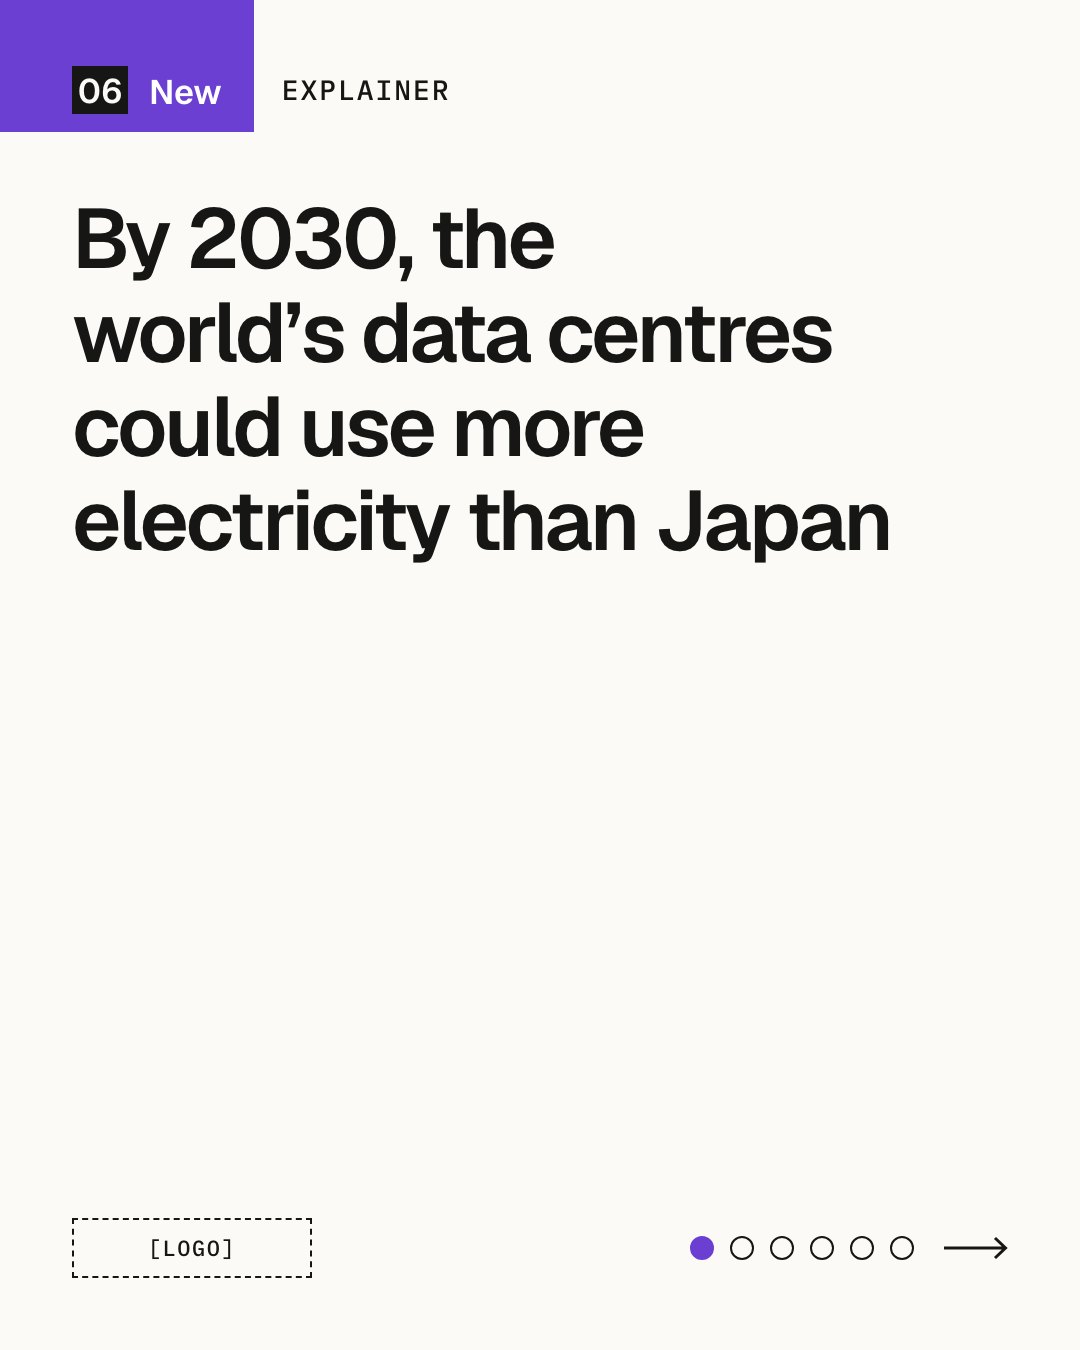 06 New EXPLAINER
By 2030, the
world’s data centres
could use more
electricity than Japan
[LOGO]